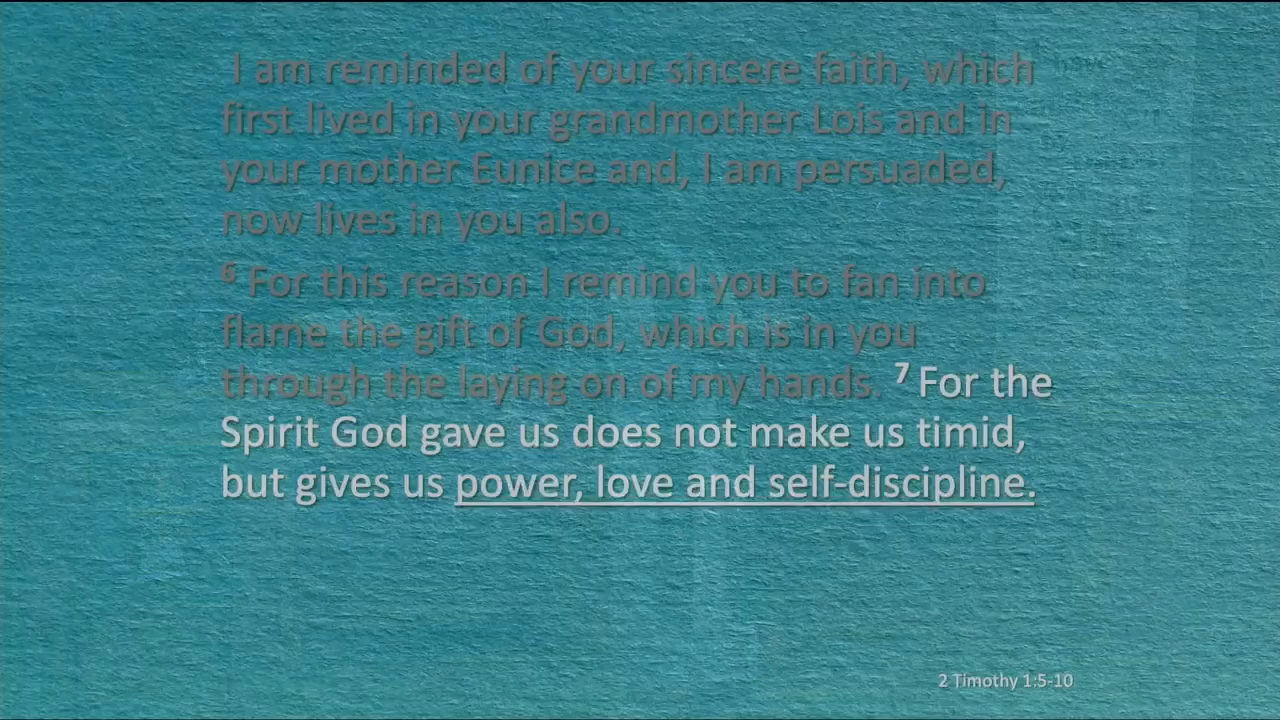 I am reminded of your sincere faith, which
first lived in your grandmother Lois and in
your mother Eunice and, I am persuaded,
now lives in you also.
⁶ For this reason I remind you to fan into
flame the gift of God, which is in you
through the laying on of my hands. ⁷ For the
Spirit God gave us does not make us timid,
but gives us power, love and self-discipline.
have
2 Timothy 1:5-10